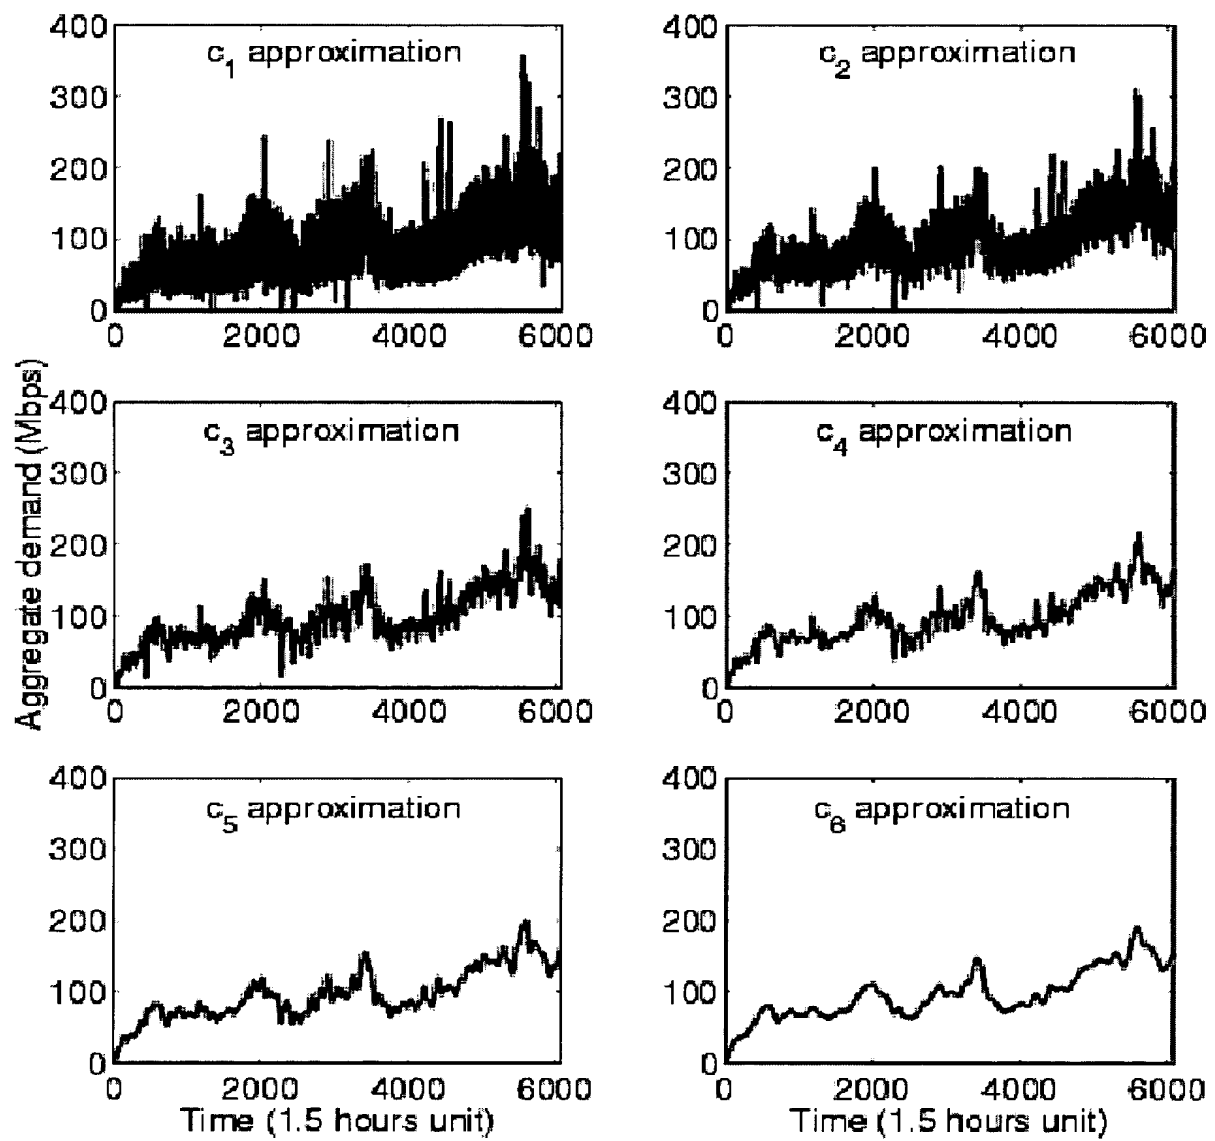 400
300
200
100
0
c1 approximation
0 2000 4000 6000
400
300
200
100
0
c2 approximation
0 2000 4000 6000
Aggregate demand (Mbps)
400
300
200
100
0
c3 approximation
0 2000 4000 6000
400
300
200
100
0
c4 approximation
0 2000 4000 6000
400
300
200
100
0
c5 approximation
0 2000 4000 6000
Time (1.5 hours unit)
400
300
200
100
0
c6 approximation
0 2000 4000 6000
Time (1.5 hours unit)